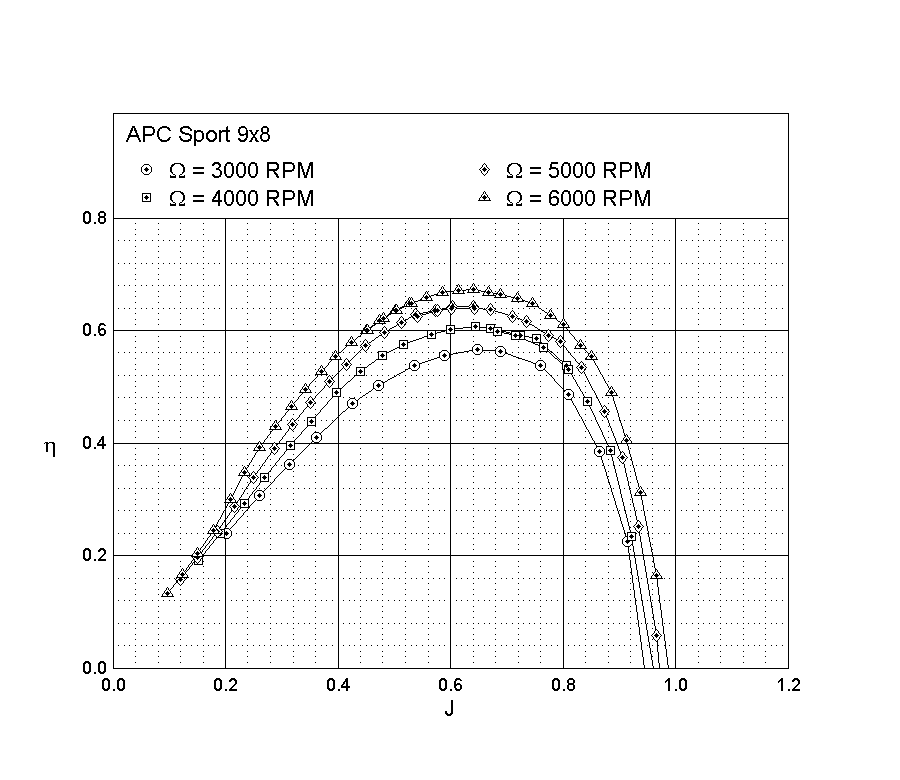 APC Sport 9x8
Ω = 3000 RPM
Ω = 5000 RPM
Ω = 4000 RPM
Ω = 6000 RPM
0.8
0.6
0.4
η
0.2
0.0
0.0 0.2 0.4 0.6 0.8 1.0 1.2
J